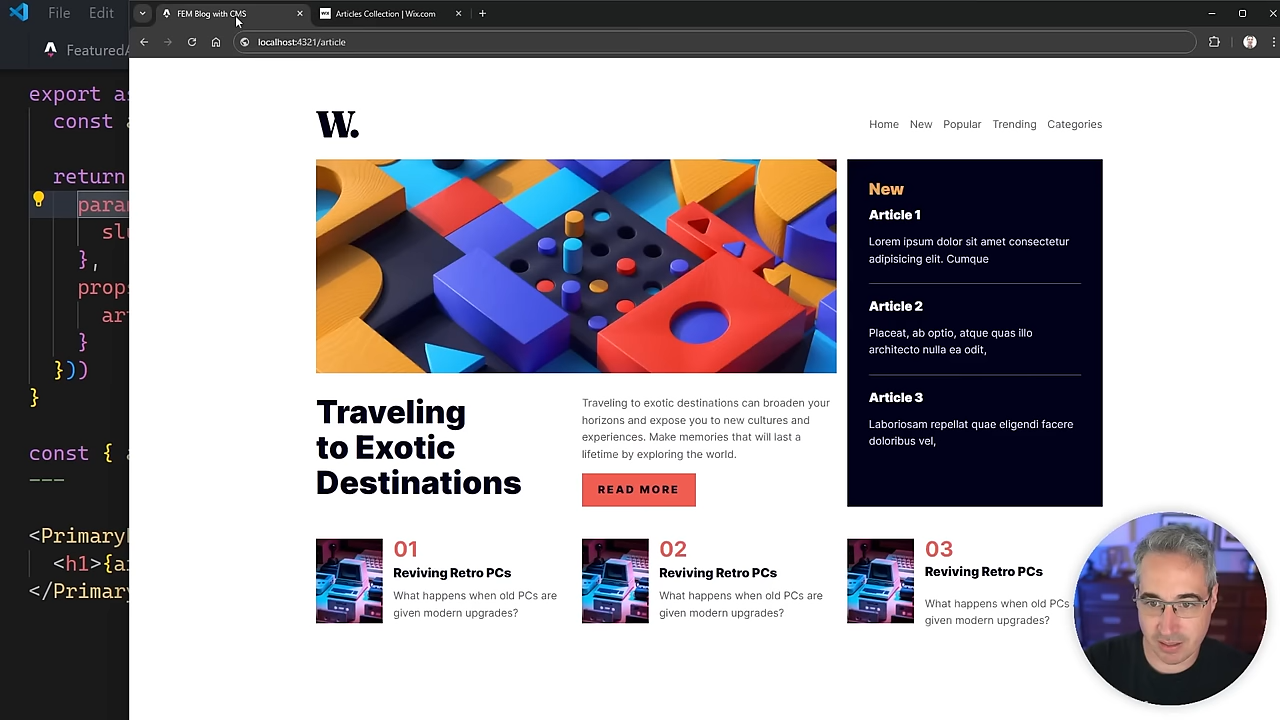 File Edit
FEM Blog with CMS
Articles Collection | Wix.com
FeaturedA
localhost:4321/article
export as
const a
return
para
slu
},
props
ar
}
}))
}
const { a
---
<Primary
<h1>{ar
</Primary
W.
Home New Popular Trending Categories
New
Article 1
Lorem ipsum dolor sit amet consectetur
adipisicing elit. Cumque
Article 2
Placeat, ab optio, atque quas illo
architecto nulla ea odit,
Article 3
Laboriosam repellat quae eligendi facere
doloribus vel,
Traveling
to Exotic
Destinations
Traveling to exotic destinations can broaden your
horizons and expose you to new cultures and
experiences. Make memories that will last a
lifetime by exploring the world.
READ MORE
01
Reviving Retro PCs
What happens when old PCs are
given modern upgrades?
02
Reviving Retro PCs
What happens when old PCs are
given modern upgrades?
03
Reviving Retro PCs
What happens when old PCs
given modern upgrades?